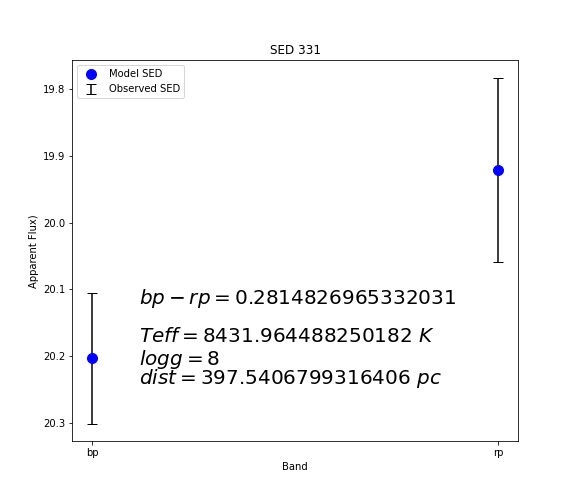 SED 331
Model SED
Observed SED
19.8
19.9
20.0
20.1
20.2
20.3
Apparent Flux)
bp − rp = 0.2814826965332031
Teff = 8431.964488250182 K
logg = 8
dist = 397.5406799316406 pc
bp rp
Band